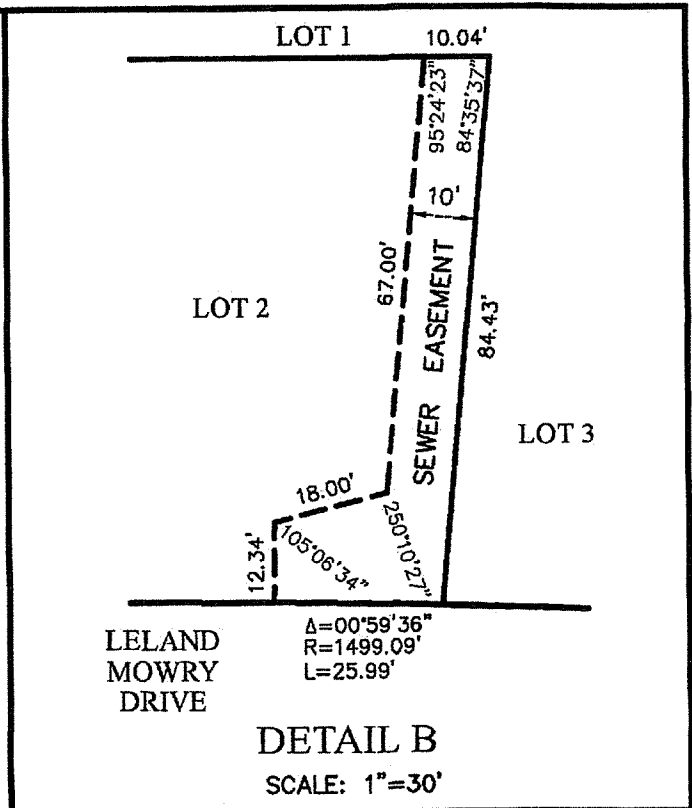 LOT 1
10.04'
95°24'23"
84°35'37"
10'
67.00'
SEWER EASEMENT
84.43'
LOT 2
LOT 3
18.00'
12.34'
105°06'34"
250°10'27"
LELAND
MOWRY
DRIVE
Δ=00°59'36"
R=1499.09'
L=25.99'
DETAIL B
SCALE: 1"=30'